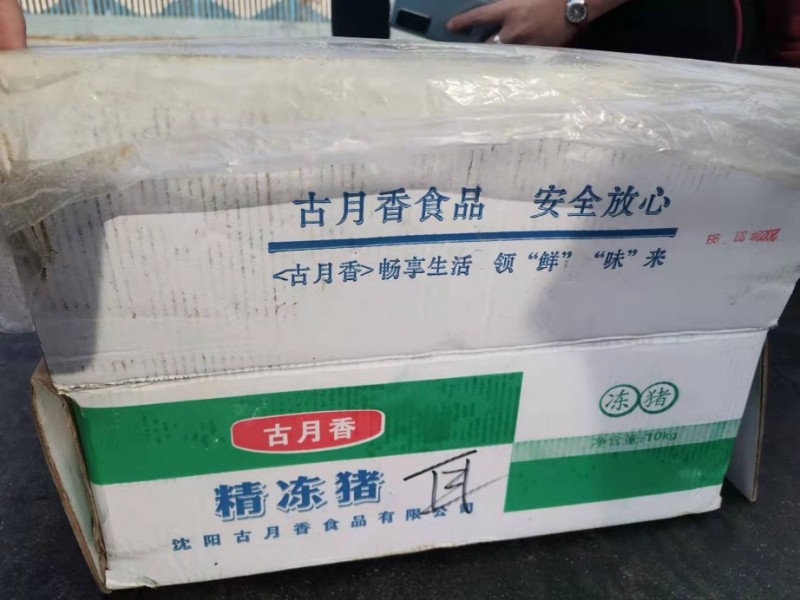 古月香食品 安全放心
<古月香>畅享生活 领“鲜”“味”来
冻猪
净含量:10kg
古月香
精冻猪耳
沈阳古月香食品有限公司